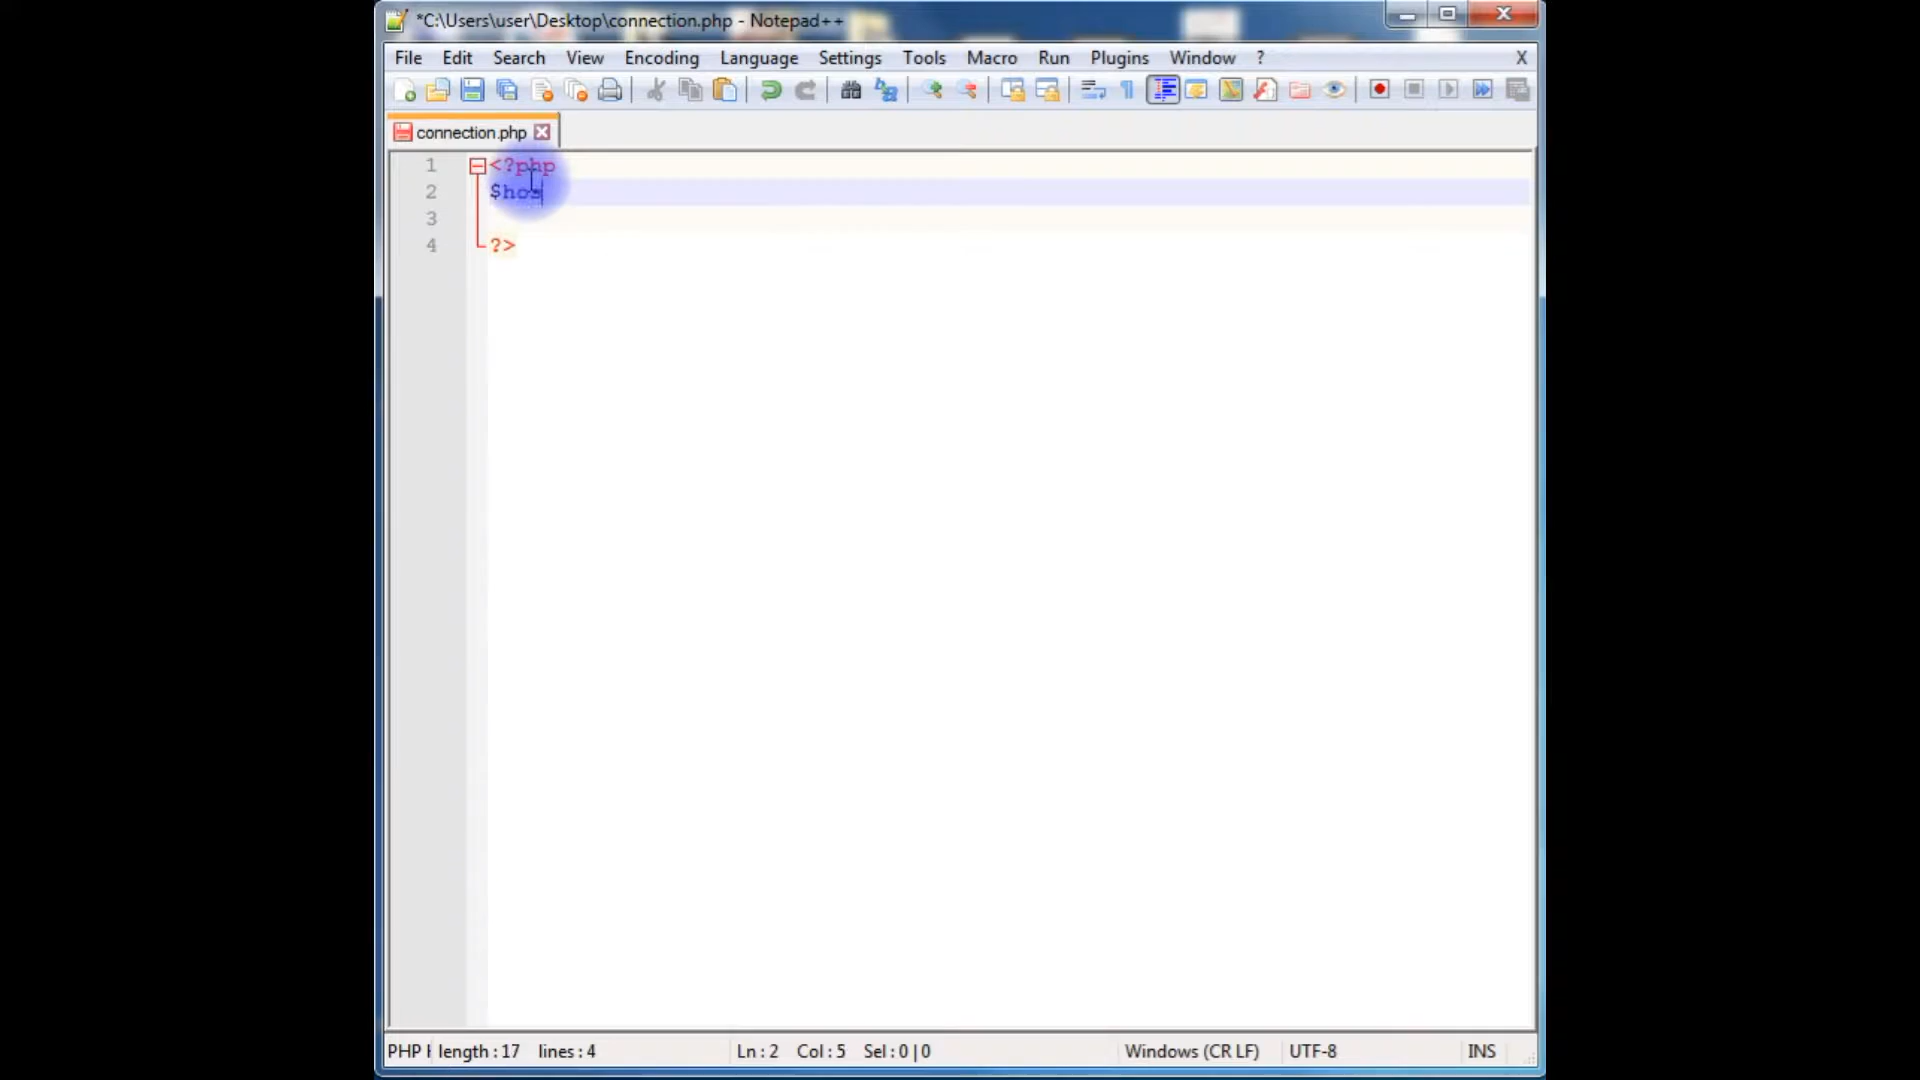 *C:\Users\user\Desktop\connection.php - Notepad++
File Edit Search View Encoding Language Settings Tools Macro Run Plugins Window ? X
connection.php
1 <?php
2 $hos
3
4 ?>
PHP length : 17 lines : 4 Ln : 2 Col : 5 Sel : 0 | 0 Windows (CR LF) UTF-8 INS